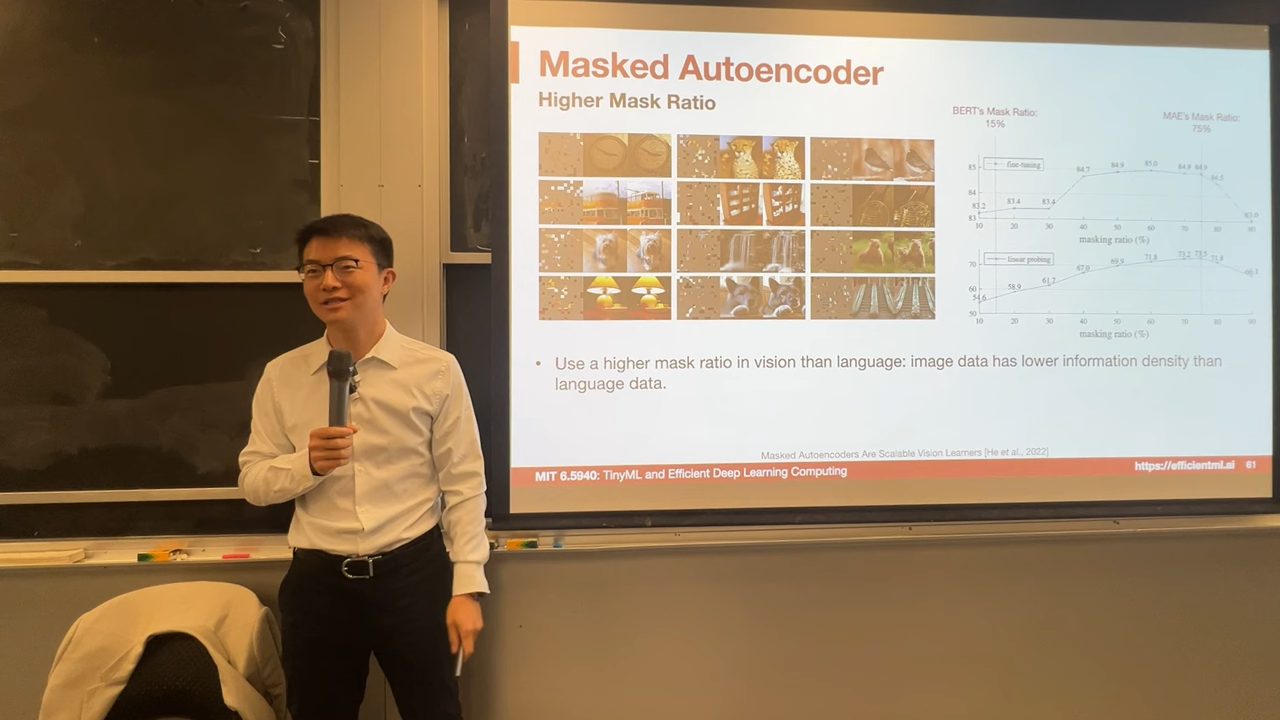 Masked Autoencoder
Higher Mask Ratio
BERT's Mask Ratio:
15%
MAE's Mask Ratio:
75%
fine-tuning
85
84
83
83.2
83.4
83.4
84.7
84.9
85.0
84.9
84.9
84.5
83.0
10 20 30 40 50 60 70 80 90
masking ratio (%)
linear probing
70
60
50
54.6
58.9
61.7
67.0
69.9
71.8
73.2
73.5
71.8
66.1
10 20 30 40 50 60 70 80 90
masking ratio (%)
• Use a higher mask ratio in vision than language: image data has lower information density than
language data.
Masked Autoencoders Are Scalable Vision Learners [He et al., 2022]
MIT 6.5940: TinyML and Efficient Deep Learning Computing
https://efficientml.ai 61